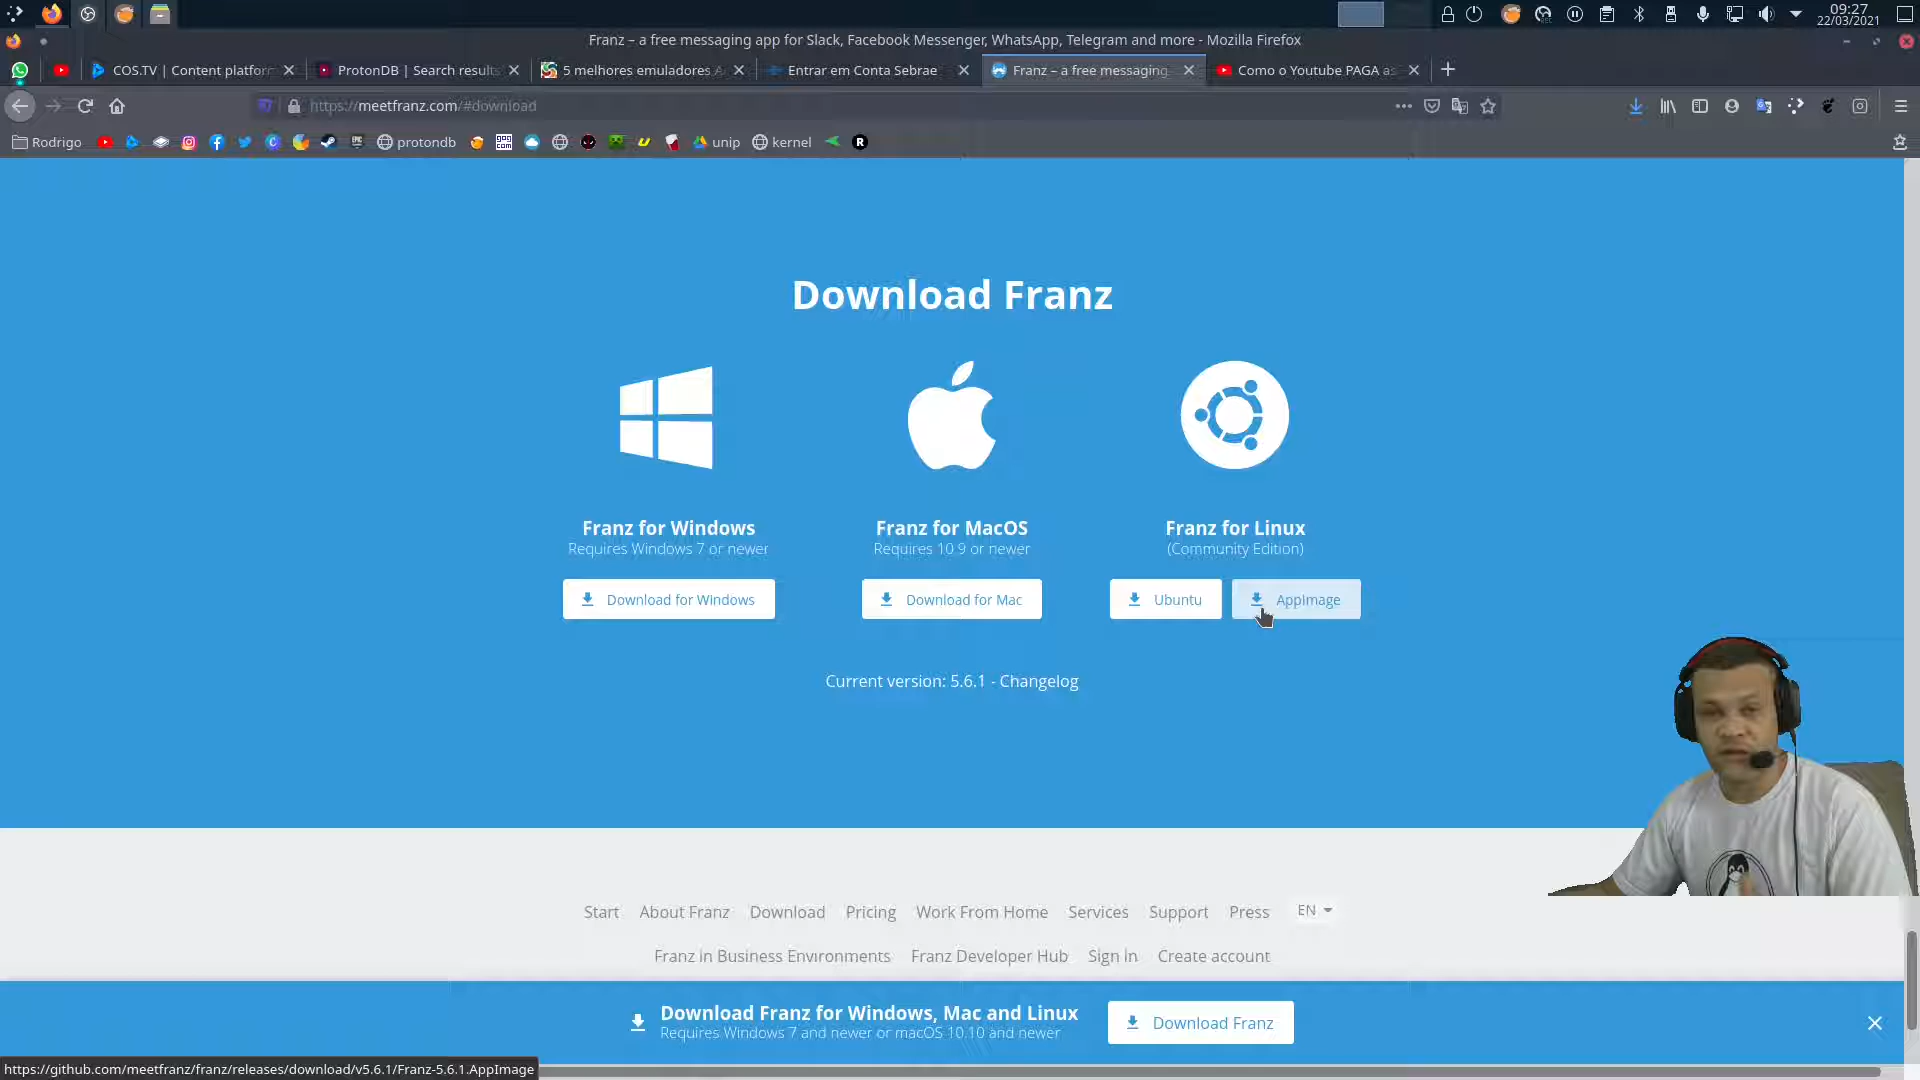 09:27
22/03/2021
Franz – a free messaging app for Slack, Facebook Messenger, WhatsApp, Telegram and more - Mozilla Firefox
COS.TV | Content platforr
ProtonDB | Search results
5 melhores emuladores A
Entrar em Conta Sebrae
Franz – a free messaging
Como o Youtube PAGA as
https://meetfranz.com/#download
Rodrigo
protondb
unip
kernel
Download Franz
Franz for Windows
Requires Windows 7 or newer
Download for Windows
Franz for MacOS
Requires 10.9 or newer
Download for Mac
Franz for Linux
(Community Edition)
Ubuntu
AppImage
Current version: 5.6.1 - Changelog
Start About Franz Download Pricing Work From Home Services Support Press EN
Franz in Business Environments Franz Developer Hub Sign in Create account
Download Franz for Windows, Mac and Linux
Requires Windows 7 and newer or macOS 10.10 and newer
Download Franz
https://github.com/meetfranz/franz/releases/download/v5.6.1/Franz-5.6.1.AppImage